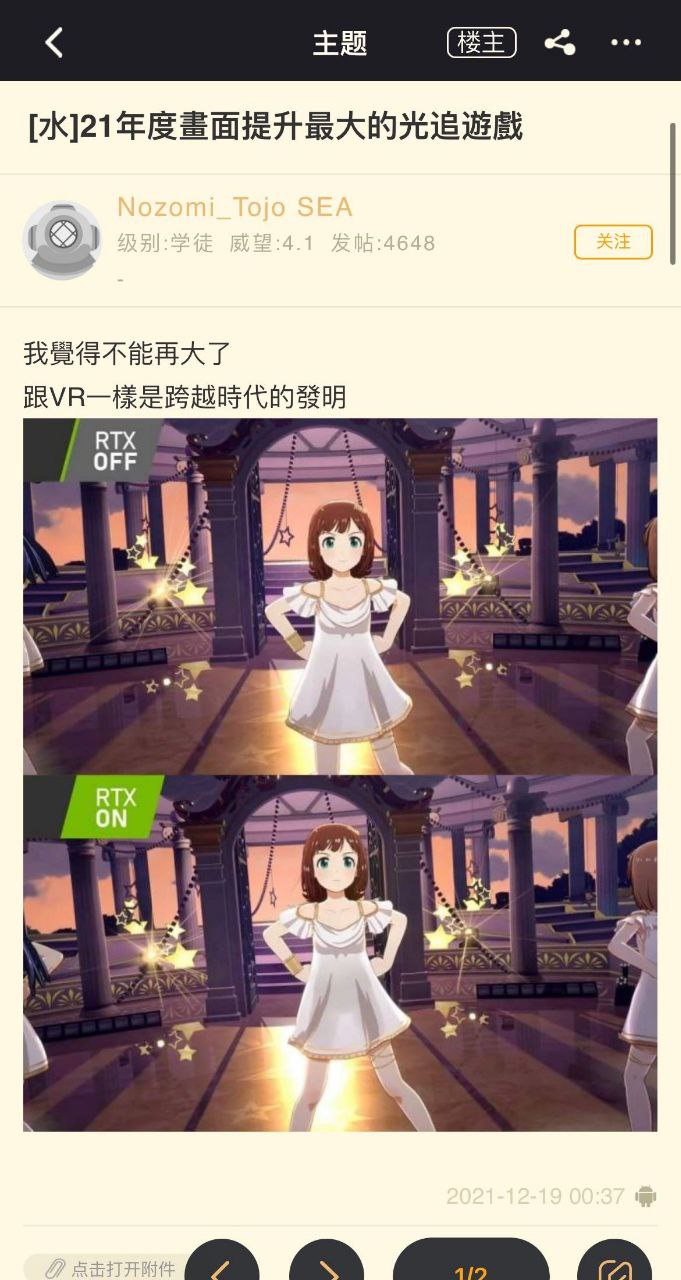 主题
楼主
[水]21年度畫面提升最大的光追遊戲
Nozomi_Tojo SEA
级别:学徒 威望:4.1 发帖:4648
关注
-
我覺得不能再大了
跟VR一樣是跨越時代的發明
RTX
OFF
RTX
ON
2021-12-19 00:37
点击打开附件
1/2